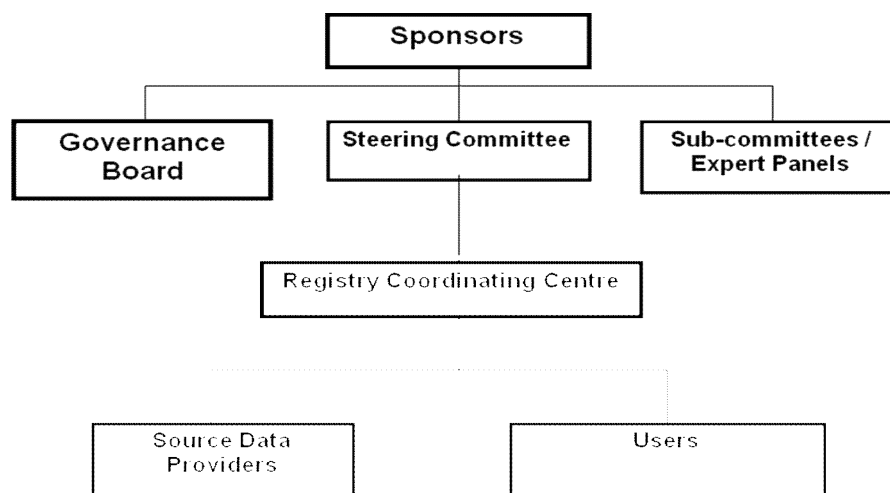 Sponsors
Governance
Board
Steering Committee
Sub-committees /
Expert Panels
Registry Coordinating Centre
Source Data
Providers
Users